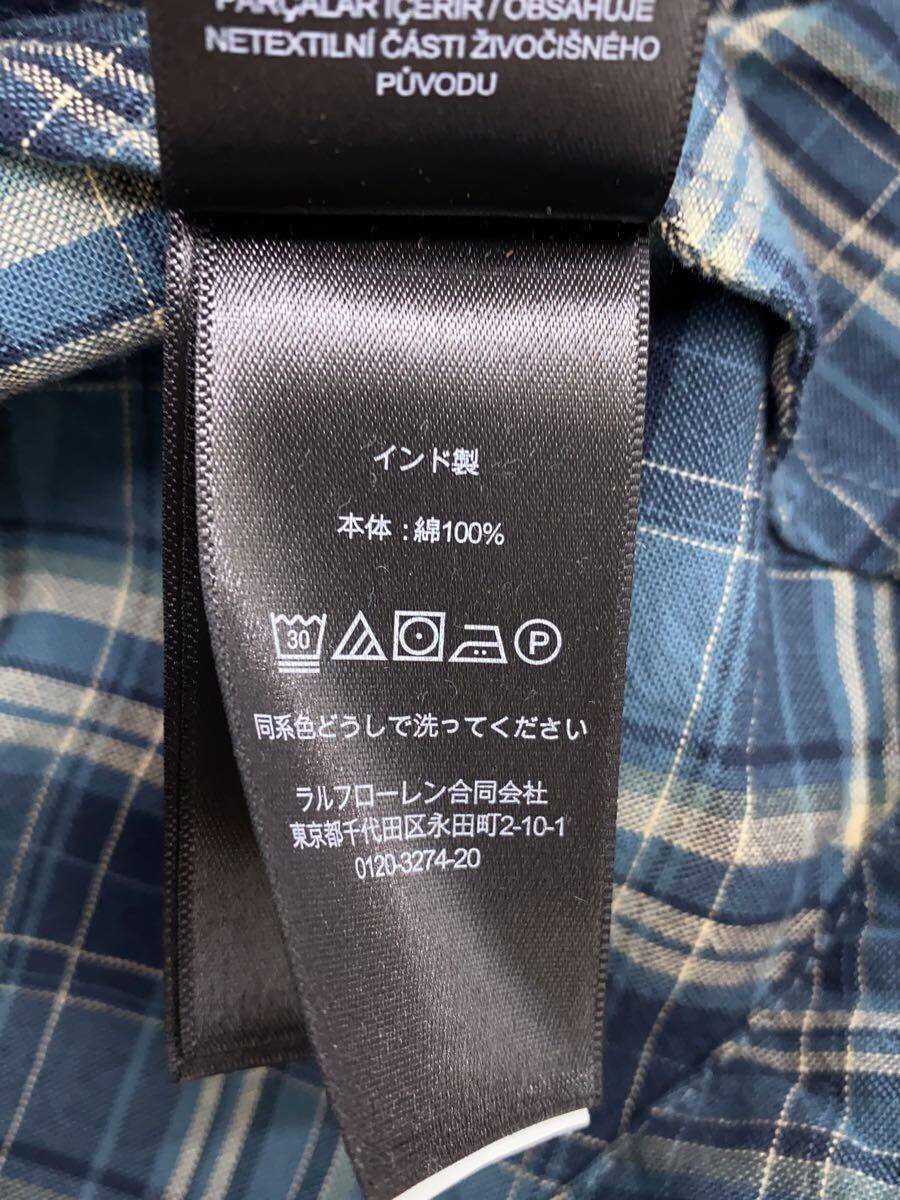 PARÇALAR İÇERİR / OBSAHUJE
NETEXTILNÍ ČÁSTI ŽIVOČIŠNÉHO
PŮVODU
インド製
本体 : 綿100%
30
P
同系色どうしで洗ってください
ラルフローレン合同会社
東京都千代田区永田町2-10-1
0120-3274-20